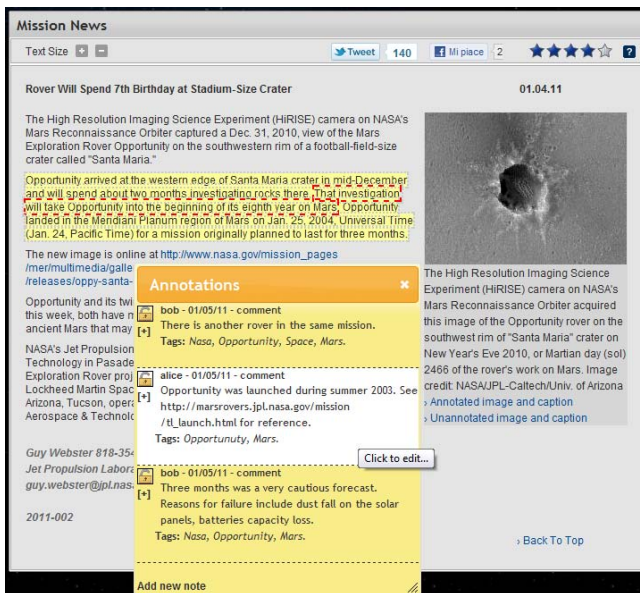 Mission News
Text Size + -
Tweet 140 Mi piace 2 ?
Rover Will Spend 7th Birthday at Stadium-Size Crater 01.04.11
The High Resolution Imaging Science Experiment (HiRISE) camera on NASA's
Mars Reconnaissance Orbiter captured a Dec. 31, 2010, view of the Mars
Exploration Rover Opportunity on the southwestern rim of a football-field-size
crater called "Santa Maria."
Opportunity arrived at the western edge of Santa Maria crater in mid-December
and will spend about two months investigating rocks there. That investigation
will take Opportunity into the beginning of its eighth year on Mars. Opportunity
landed in the Meridiani Planum region of Mars on Jan. 25, 2004, Universal Time
(Jan. 24, Pacific Time) for a mission originally planned to last for three months.
The new image is online at http://www.nasa.gov/mission_pages
/mer/multimedia/galle
/releases/oppy-santa-
Opportunity and its twi
this week, both have n
ancient Mars that may
NASA's Jet Propulsion
Technology in Pasade
Exploration Rover proj
Lockheed Martin Spac
Arizona, Tucson, opera
Aerospace & Technolo
Guy Webster 818-354
Jet Propulsion Labora
guy.webster@jpl.nas
2011-002
The High Resolution Imaging Science
Experiment (HiRISE) camera on NASA's
Mars Reconnaissance Orbiter acquired
this image of the Opportunity rover on the
southwest rim of "Santa Maria" crater on
New Year's Eve 2010, or Martian day (sol)
2466 of the rover's work on Mars. Image
credit: NASA/JPL-Caltech/Univ. of Arizona
› Annotated image and caption
› Unannotated image and caption
› Back To Top
Annotations ×
bob - 01/05/11 - comment
[+] There is another rover in the same mission.
Tags: Nasa, Opportunity, Space, Mars.
alice - 01/05/11 - comment
[+] Opportunity was launched during summer 2003. See
http://marsrovers.jpl.nasa.gov/mission
/tl_launch.html for reference.
Tags: Opportunuty, Mars.
Click to edit...
bob - 01/05/11 - comment
[+] Three months was a very cautious forecast.
Reasons for failure include dust fall on the solar
panels, batteries capacity loss.
Tags: Nasa, Opportunity, Mars.
Add new note